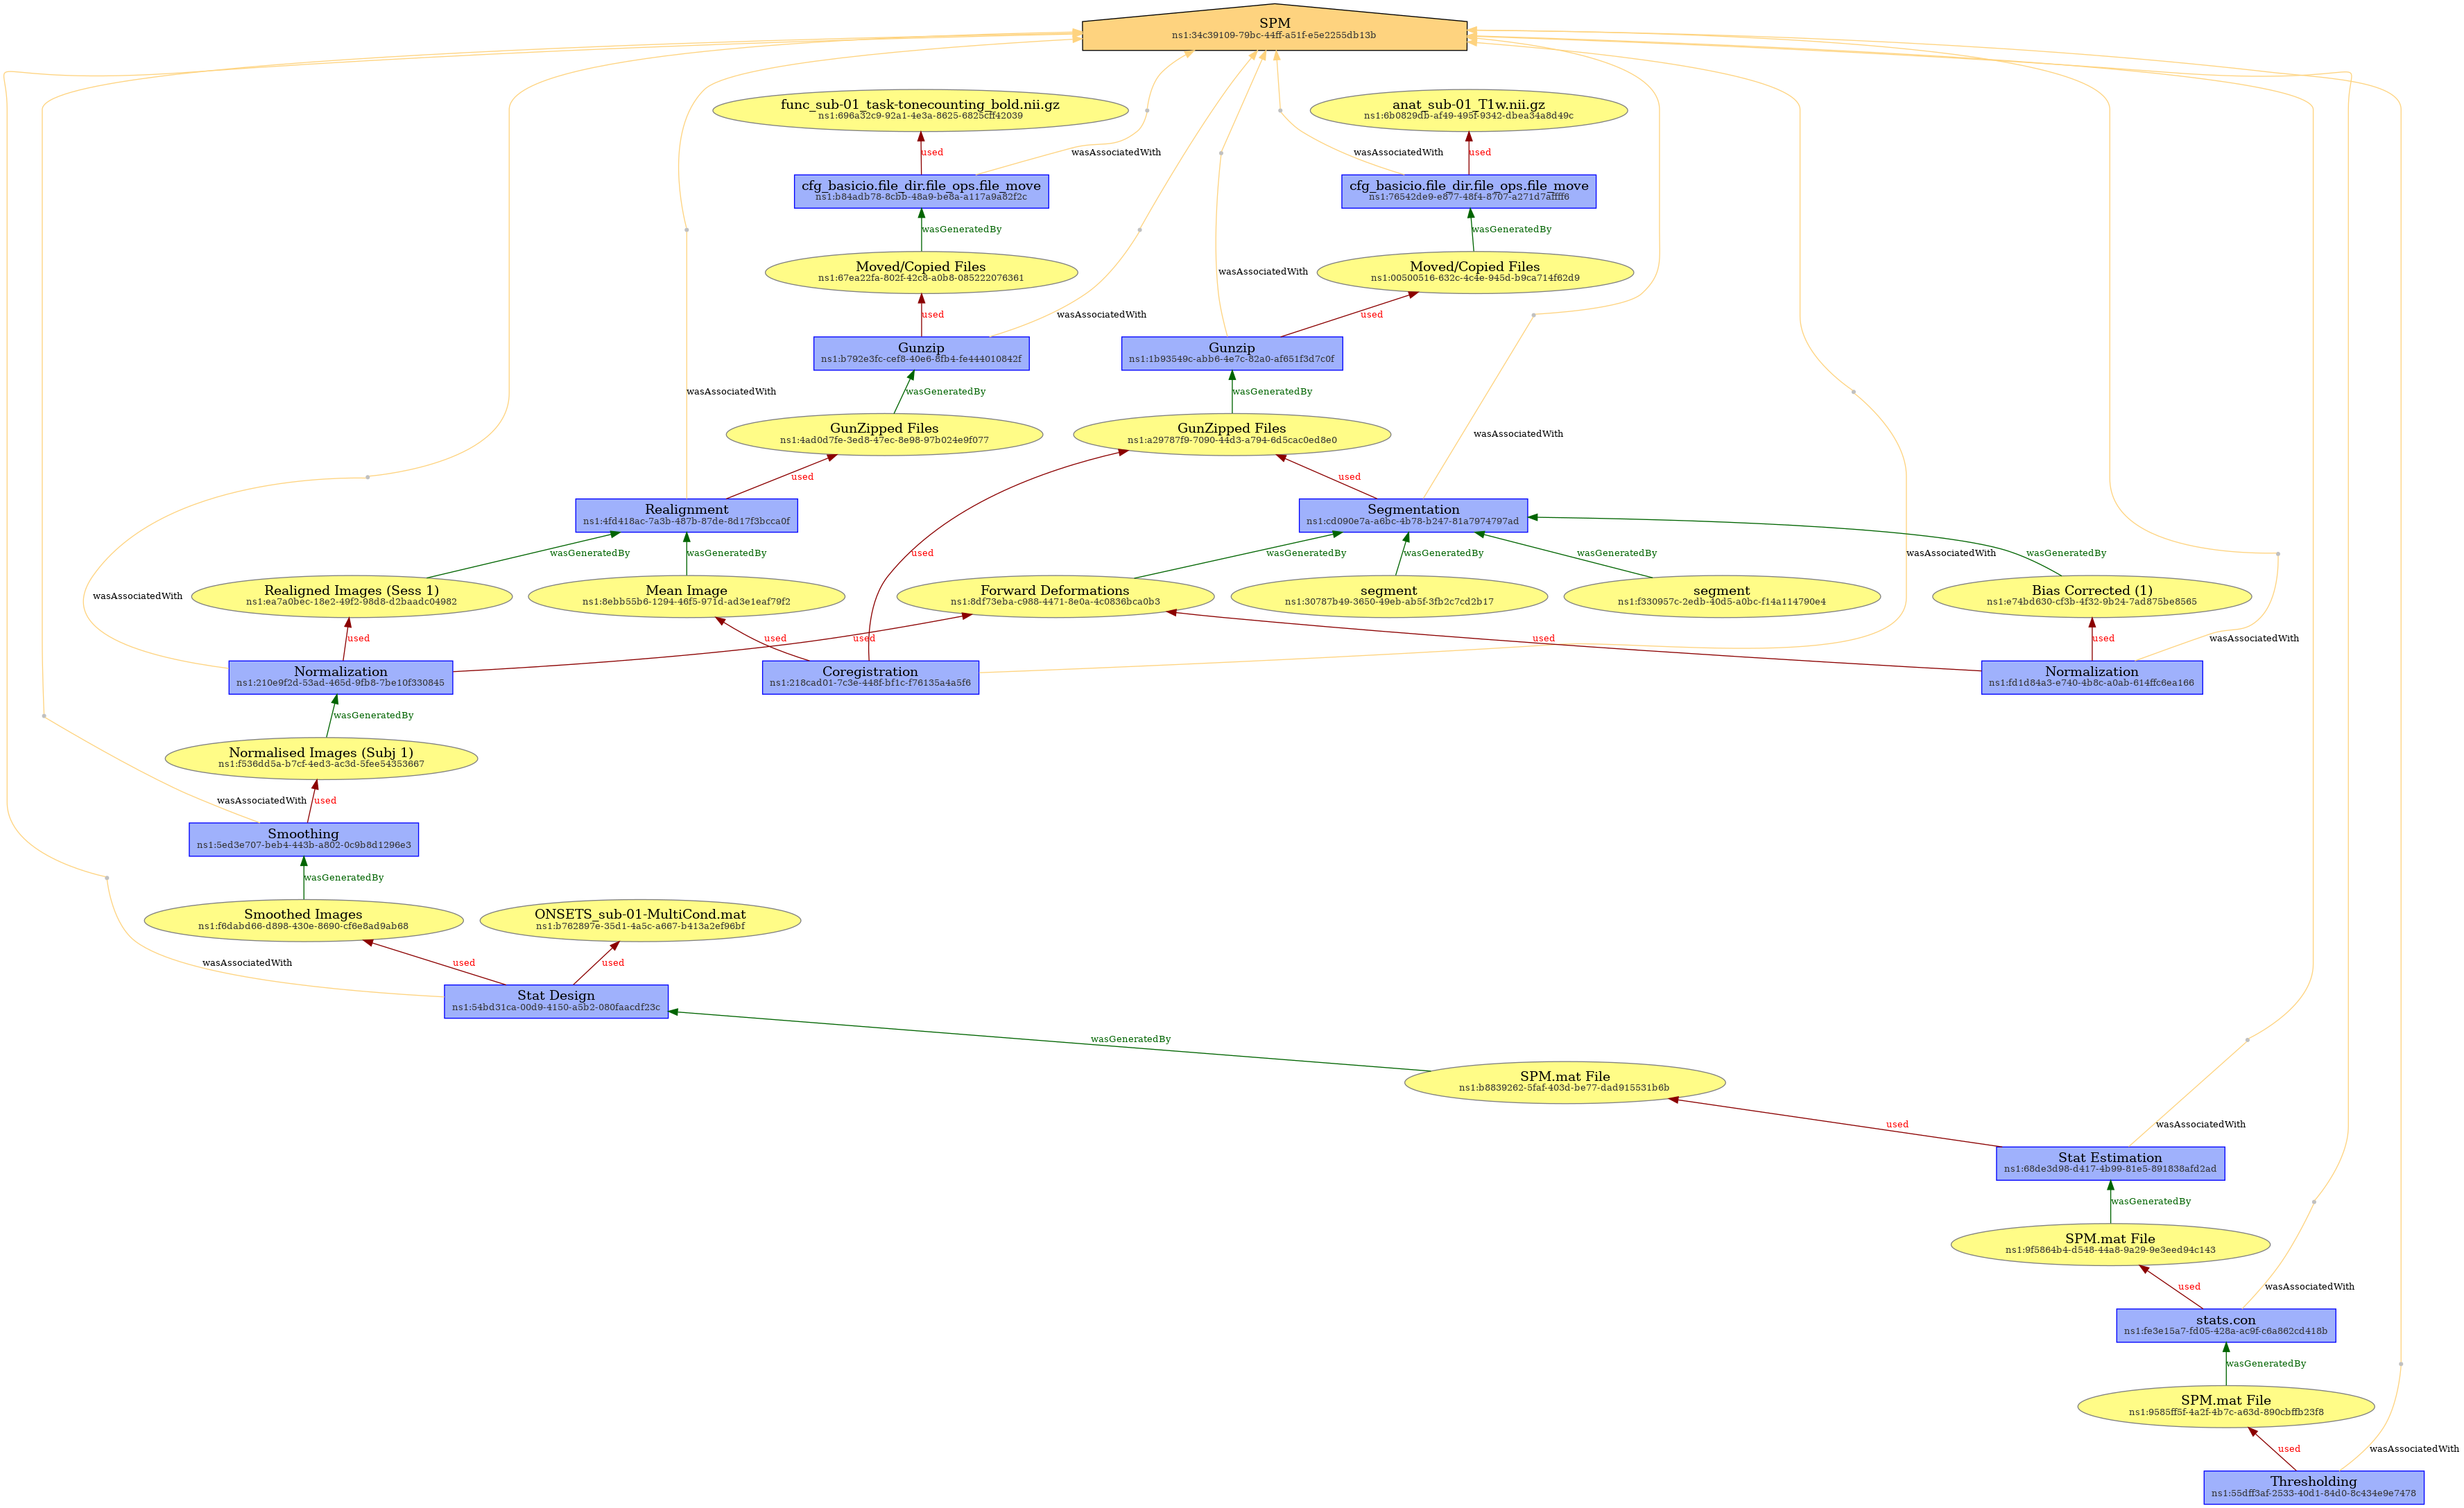 SPM
ns1:34c39109-79bc-44ff-a51f-e5e2255db13b
func_sub-01_task-tonecounting_bold.nii.gz
ns1:696a32c9-92a1-4e3a-8625-6825cff42039
anat_sub-01_T1w.nii.gz
ns1:6b0829db-af49-495f-9342-dbea34a8d49c
used
wasAssociatedWith
wasAssociatedWith
used
cfg_basicio.file_dir.file_ops.file_move
ns1:b84adb78-8cbb-48a9-be8a-a117a9a82f2c
cfg_basicio.file_dir.file_ops.file_move
ns1:76542de9-e877-48f4-8707-a271d7affff6
wasGeneratedBy
wasGeneratedBy
Moved/Copied Files
ns1:67ea22fa-802f-42c8-a0b8-085222076361
wasAssociatedWith
Moved/Copied Files
ns1:00500516-632c-4c4e-945d-b9ca714f62d9
used
wasAssociatedWith
used
Gunzip
ns1:b792e3fc-cef8-40e6-8fb4-fe444010842f
Gunzip
ns1:1b93549c-abb6-4e7c-82a0-af651f3d7c0f
wasAssociatedWith
wasGeneratedBy
wasGeneratedBy
GunZipped Files
ns1:4ad0d7fe-3ed8-47ec-8e98-97b024e9f077
GunZipped Files
ns1:a29787f9-7090-44d3-a794-6d5cac0ed8e0
wasAssociatedWith
used
used
Realignment
ns1:4fd418ac-7a3b-487b-87de-8d17f3bcca0f
Segmentation
ns1:cd090e7a-a6bc-4b78-b247-81a7974797ad
wasGeneratedBy
wasGeneratedBy
used
wasGeneratedBy
wasGeneratedBy
wasGeneratedBy
wasAssociatedWith
wasGeneratedBy
wasAssociatedWith
Realigned Images (Sess 1)
ns1:ea7a0bec-18e2-49f2-98d8-d2baadc04982
Mean Image
ns1:8ebb55b6-1294-46f5-971d-ad3e1eaf79f2
Forward Deformations
ns1:8df73eba-c988-4471-8e0a-4c0836bca0b3
segment
ns1:30787b49-3650-49eb-ab5f-3fb2c7cd2b17
segment
ns1:f330957c-2edb-40d5-a0bc-f14a114790e4
Bias Corrected (1)
ns1:e74bd630-cf3b-4f32-9b24-7ad875be8565
used
used
used
used
used
wasAssociatedWith
Normalization
ns1:210e9f2d-53ad-465d-9fb8-7be10f330845
Coregistration
ns1:218cad01-7c3e-448f-bf1c-f76135a4a5f6
Normalization
ns1:fd1d84a3-e740-4b8c-a0ab-614ffc6ea166
wasGeneratedBy
Normalised Images (Subj 1)
ns1:f536dd5a-b7cf-4ed3-ac3d-5fee54353667
wasAssociatedWith
used
Smoothing
ns1:5ed3e707-beb4-443b-a802-0c9b8d1296e3
wasGeneratedBy
Smoothed Images
ns1:f6dabd66-d898-430e-8690-cf6e8ad9ab68
ONSETS_sub-01-MultiCond.mat
ns1:b762897e-35d1-4a5c-a667-b413a2ef96bf
wasAssociatedWith
used
used
Stat Design
ns1:54bd31ca-00d9-4150-a5b2-080faacdf23c
wasGeneratedBy
SPM.mat File
ns1:b8839262-5faf-403d-be77-dad915531b6b
used
wasAssociatedWith
Stat Estimation
ns1:68de3d98-d417-4b99-81e5-891838afd2ad
wasGeneratedBy
SPM.mat File
ns1:9f5864b4-d548-44a8-9a29-9e3eed94c143
used
wasAssociatedWith
stats.con
ns1:fe3e15a7-fd05-428a-ac9f-c6a862cd418b
wasGeneratedBy
SPM.mat File
ns1:9585ff5f-4a2f-4b7c-a63d-890cbffb23f8
used
wasAssociatedWith
Thresholding
ns1:55dff3af-2533-40d1-84d0-8c434e9e7478